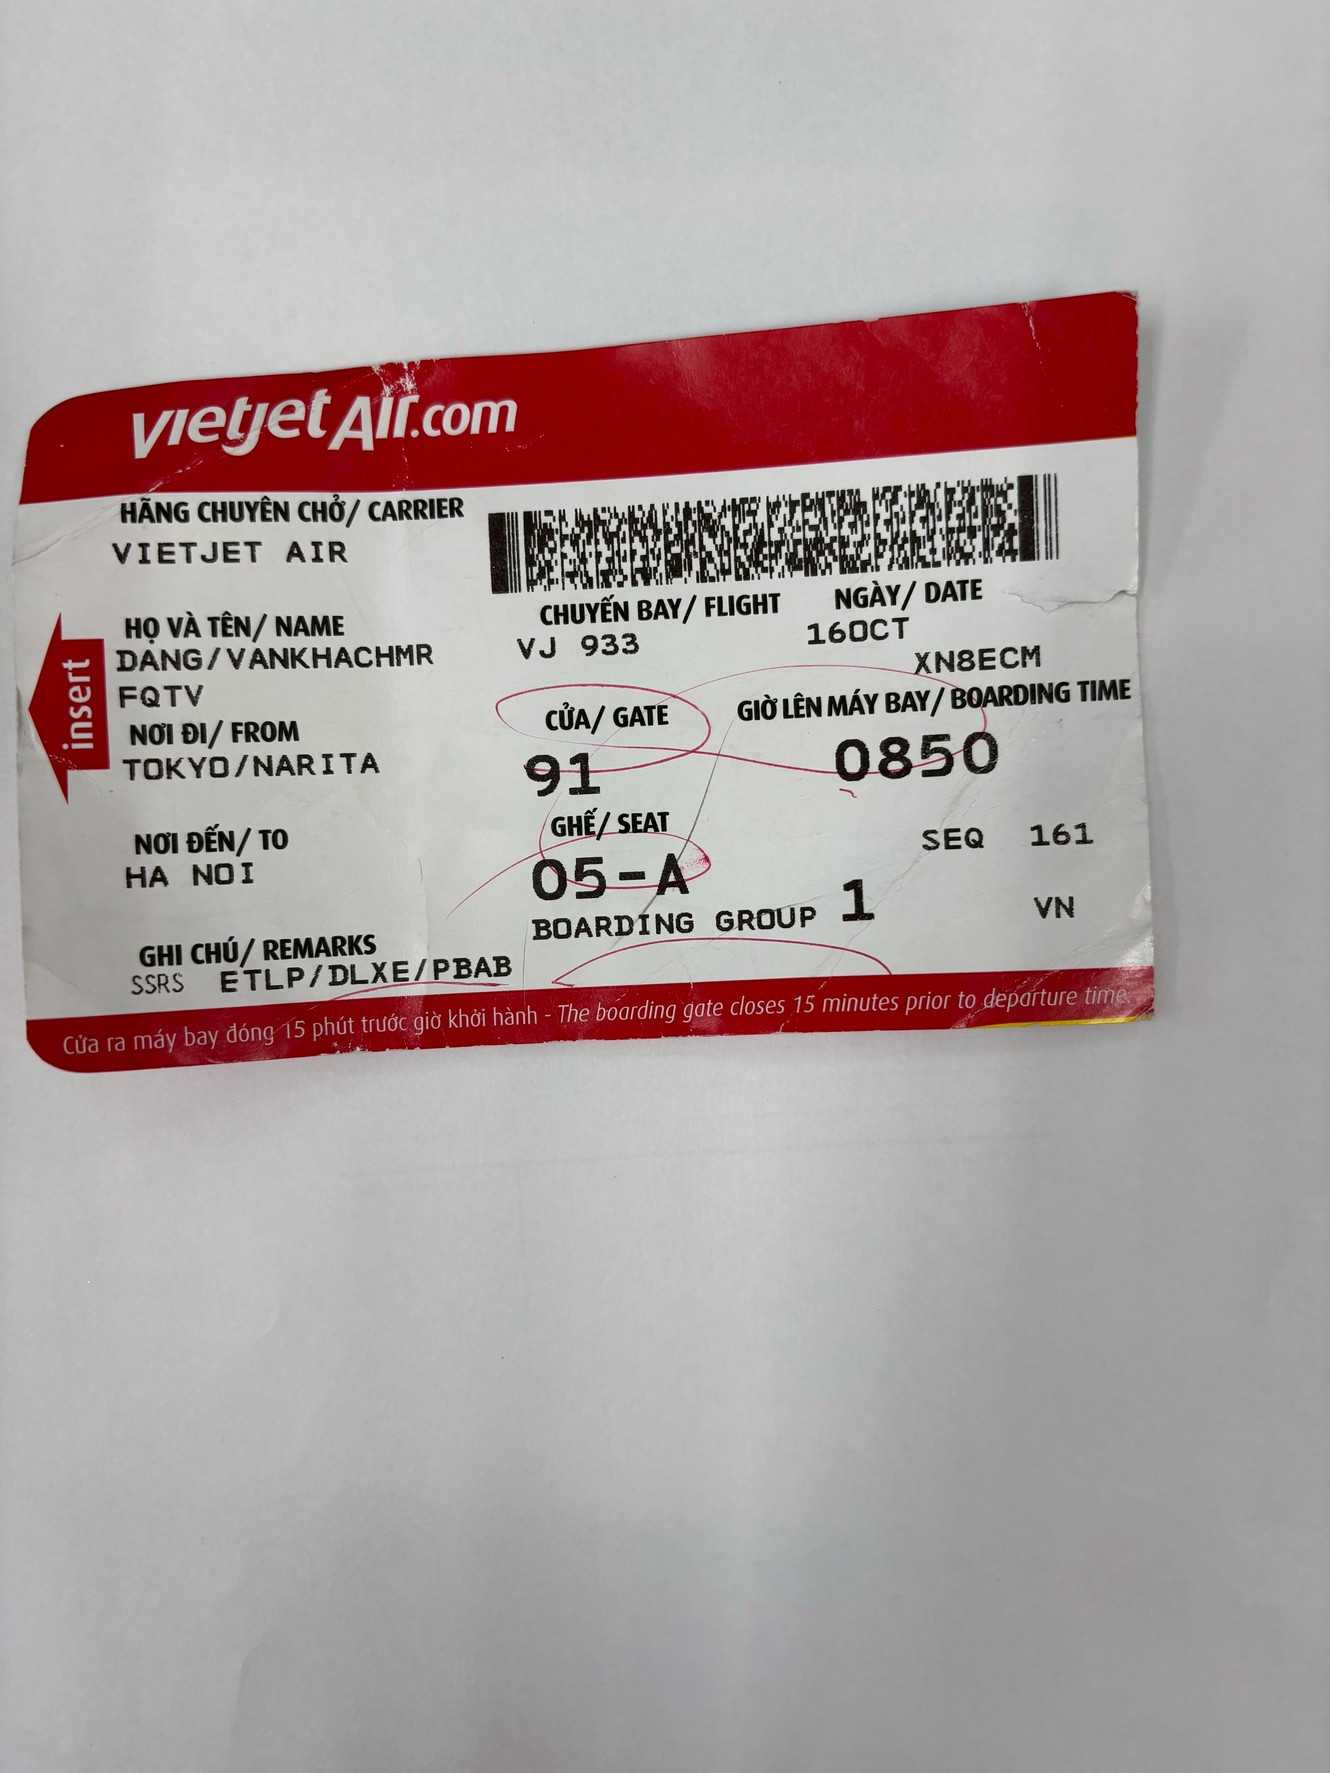 vietjetAir.com
HÃNG CHUYÊN CHỞ/ CARRIER
VIETJET AIR
HỌ VÀ TÊN/ NAME
DANG/VANKHACHMR
FQTV
NƠI ĐI/ FROM
TOKYO/NARITA
NƠI ĐẾN/ TO
HA NOI
GHI CHÚ/ REMARKS
SSRS ETLP/DLXE/PBAB
insert
CHUYẾN BAY/ FLIGHT
VJ 933
NGÀY/ DATE
16OCT
XN8ECM
CỬA/ GATE
91
GIỜ LÊN MÁY BAY/ BOARDING TIME
0850
GHẾ/ SEAT
05-A
SEQ 161
BOARDING GROUP 1
VN
Cửa ra máy bay đóng 15 phút trước giờ khởi hành - The boarding gate closes 15 minutes prior to departure time.